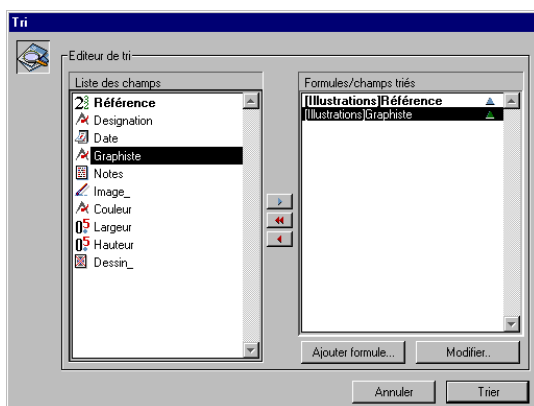 Tri
Editeur de tri
Liste des champs
Référence
Designation
Date
Graphiste
Notes
Image_
Couleur
Largeur
Hauteur
Dessin_
Formules/champs triés
[Illustrations]Référence
[Illustrations]Graphiste
Ajouter formule...
Modifier..
Annuler
Trier